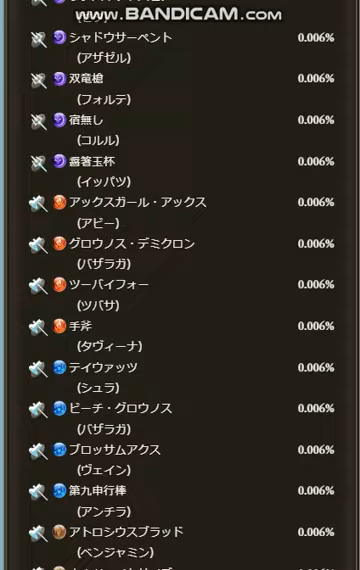 www.BANDICAM.com
シャドウサーペント 0.006%
(アザゼル)
双竜槍 0.006%
(フォルテ)
宿無し 0.006%
(コルル)
箸玉杯 0.006%
(イッパツ)
アックスガール・アックス 0.006%
(アビー)
グロウノス・デミクロン 0.006%
(バザラガ)
ツーバイフォー 0.006%
(ツバサ)
手斧 0.006%
(タヴィーナ)
テイウァッツ 0.006%
(シュラ)
ビーチ・グロウノス 0.006%
(バザラガ)
ブロッサムアクス 0.006%
(ヴェイン)
第九申行棒 0.006%
(アンチラ)
アトロシウスブラッド 0.006%
(ベンジャミン)